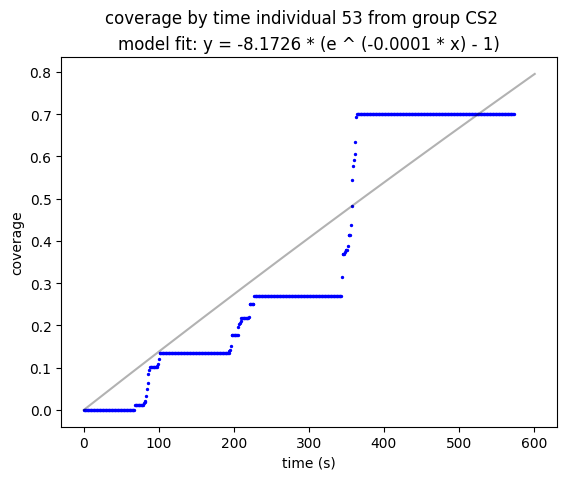 coverage by time individual 53 from group CS2
model fit: y = -8.1726 * (e ^ (-0.0001 * x) - 1)
0.8
0.7
0.6
0.5
0.4
0.3
0.2
0.1
0.0
coverage
0 100 200 300 400 500 600
time (s)